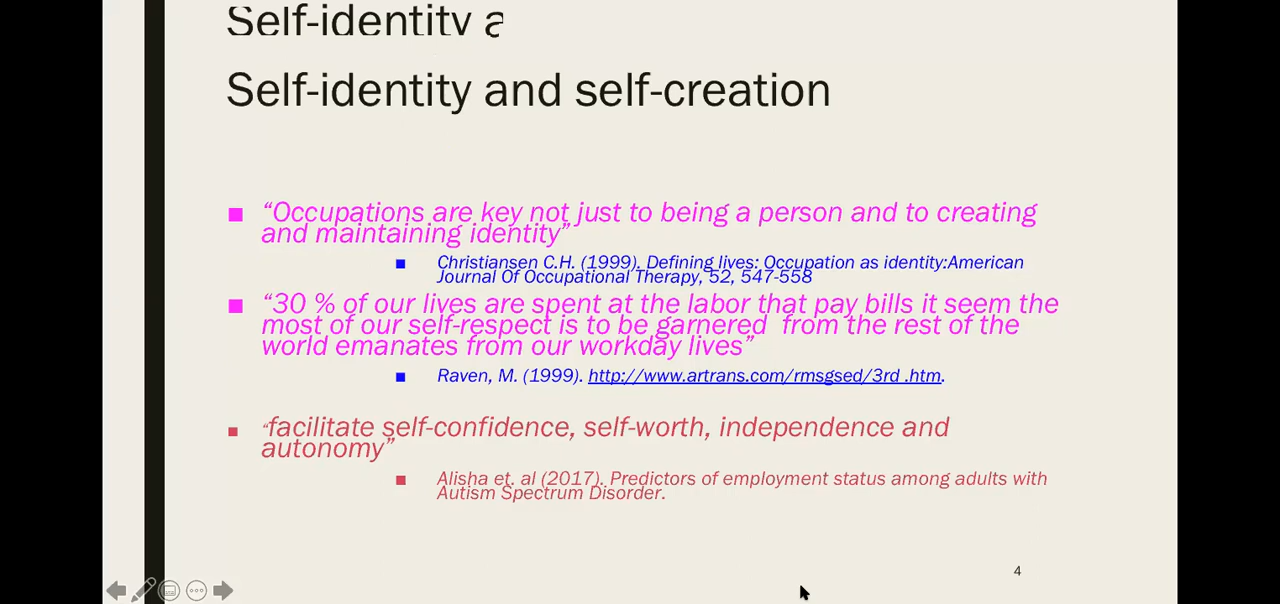 Self-identity a
Self-identity and self-creation
“Occupations are key not just to being a person and to creating
and maintaining identity”
Christiansen C.H. (1999). Defining lives: Occupation as identity:American
Journal Of Occupational Therapy, 52, 547-558
“30 % of our lives are spent at the labor that pay bills it seem the
most of our self-respect is to be garnered  from the rest of the
world emanates from our workday lives”
Raven, M. (1999). http://www.artrans.com/rmsgsed/3rd .htm.
“facilitate self-confidence, self-worth, independence and
autonomy”
Alisha et. al (2017). Predictors of employment status among adults with
Autism Spectrum Disorder.
4